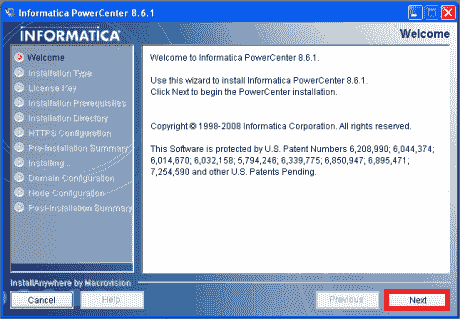 Informatica PowerCenter 8.6.1
INFORMATICA
Welcome
Welcome
Installation Type
License Key
Installation Prerequisites
Installation Directory
HTTPS Configuration
Pre-Installation Summary
Installing...
Domain Configuration
Node Configuration
Post-Installation Summary
Welcome to Informatica PowerCenter 8.6.1.
Use this wizard to install Informatica PowerCenter 8.6.1.
Click Next to begin the PowerCenter installation.
Copyright © 1998-2008 Informatica Corporation. All rights reserved.
This Software is protected by U.S. Patent Numbers 6,208,990; 6,044,374;
6,014,670; 6,032,158; 5,794,246; 6,339,775; 6,850,947; 6,895,471;
7,254,590 and other U.S. Patents Pending.
InstallAnywhere by Macrovision
Cancel
Help
Previous
Next